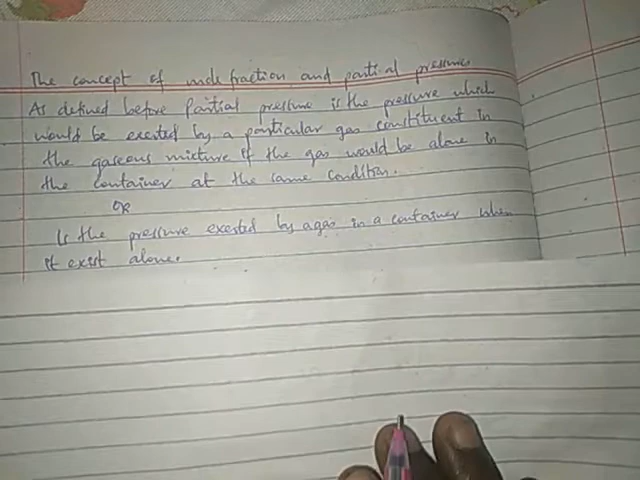 The concept of mole fraction and partial pressures
As defined before Partial pressure is the pressure which
would be exerted by a particular gas constituent in
the gaseous mixture if the gas would be alone in
the container at the same condition.
OR
Is the pressure exerted by a gas in a container when
it exist alone.